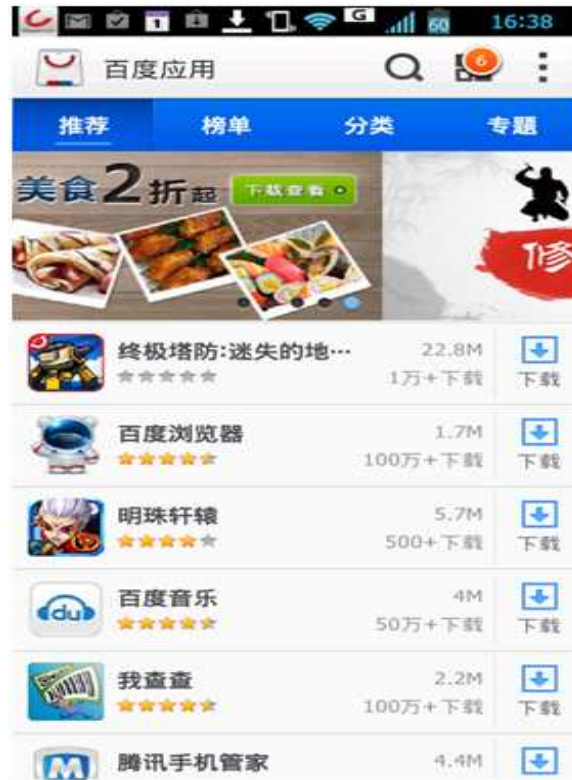 G
60
16:38
百度应用
6
推荐 榜单 分类 专题
美食2折起
下载查看
修
终极塔防:迷失的地…
22.8M
1万+下载
下载
百度浏览器
1.7M
100万+下载
下载
明珠轩辕
5.7M
500+下载
下载
du
百度音乐
4M
50万+下载
下载
我查查
2.2M
100万+下载
下载
M
腾讯手机管家
4.4M